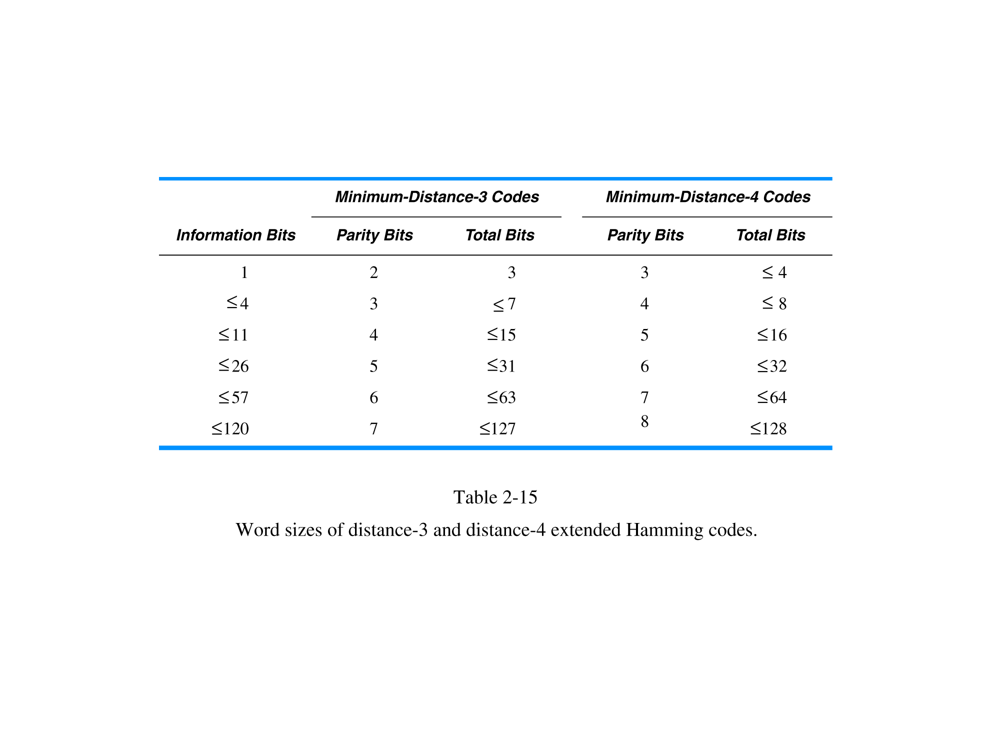 Minimum-Distance-3 Codes Minimum-Distance-4 Codes
Information Bits Parity Bits Total Bits Parity Bits Total Bits
1 2 3 3 ≤ 4
≤ 4 3 ≤ 7 4 ≤ 8
≤ 11 4 ≤ 15 5 ≤ 16
≤ 26 5 ≤ 31 6 ≤ 32
≤ 57 6 ≤ 63 7 ≤ 64
≤ 120 7 ≤ 127 8 ≤ 128
Table 2-15
Word sizes of distance-3 and distance-4 extended Hamming codes.